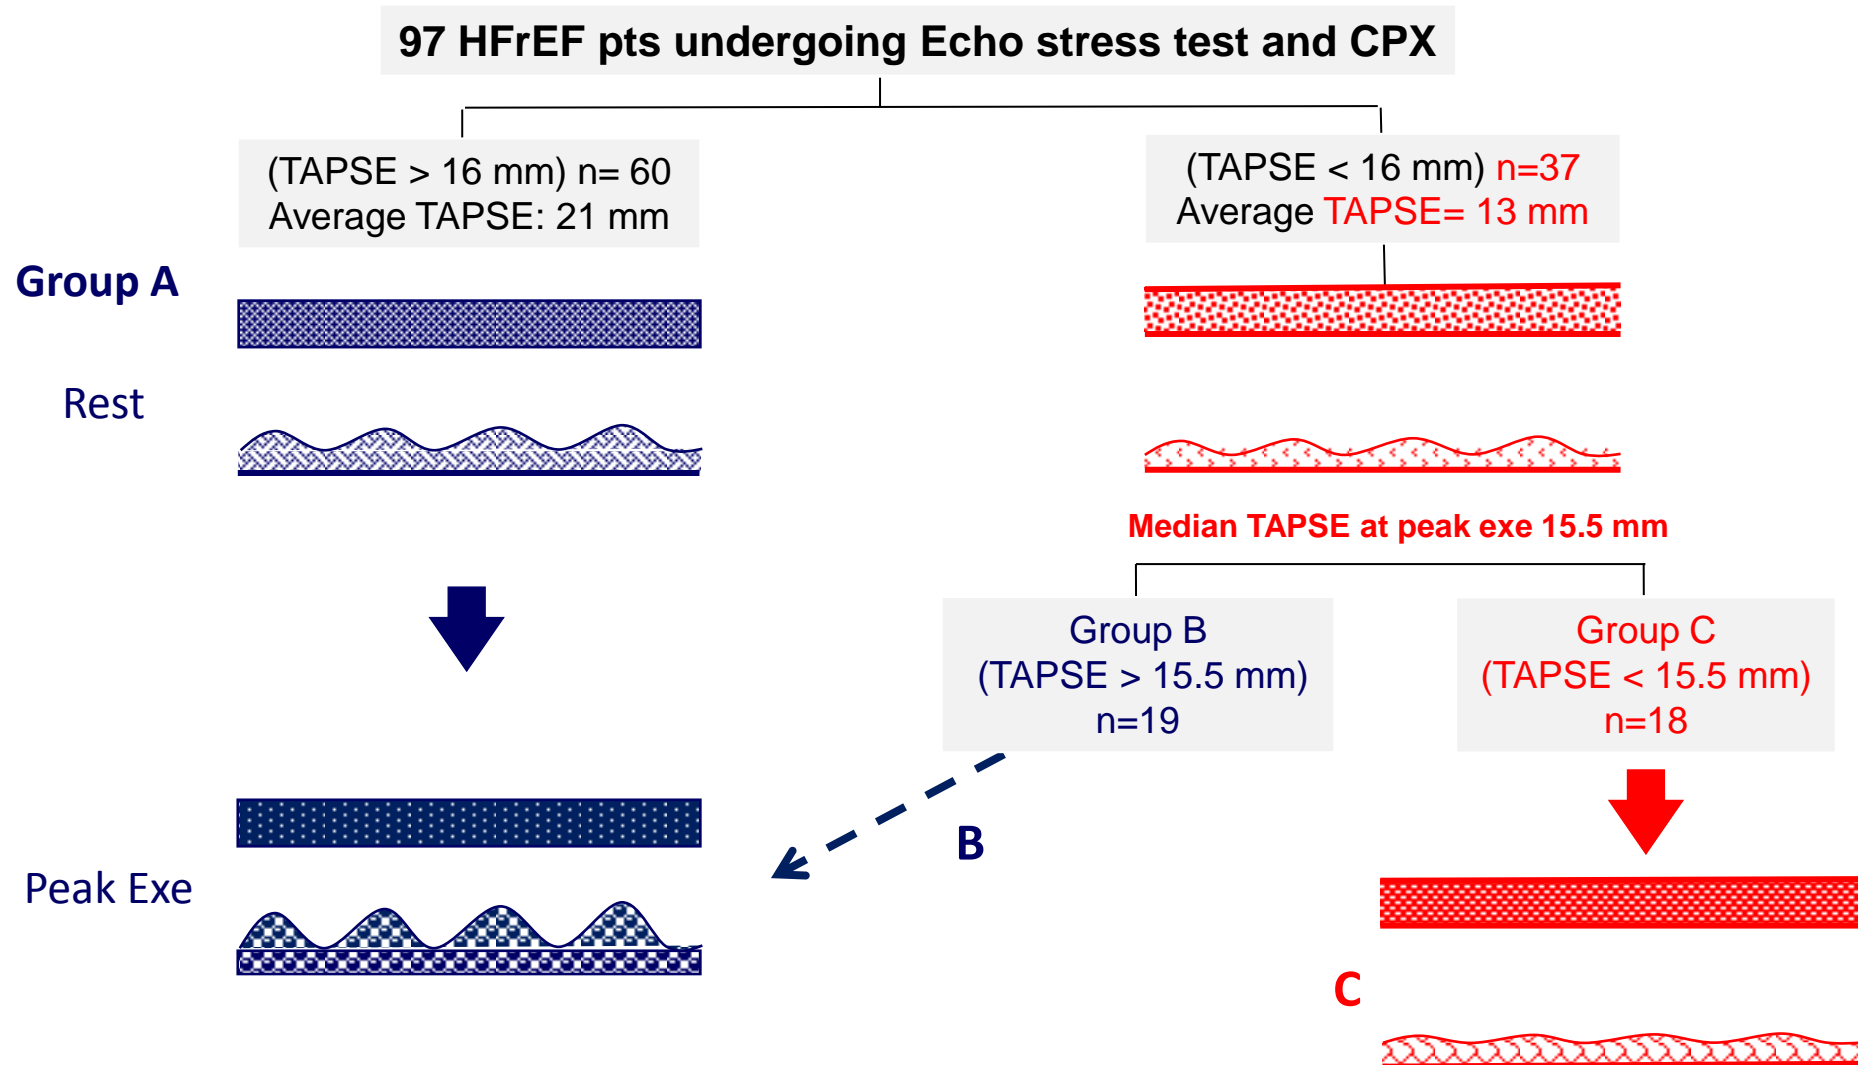 97 HFrEF pts undergoing Echo stress test and CPX
(TAPSE > 16 mm) n= 60
Average TAPSE: 21 mm
(TAPSE < 16 mm) n=37
Average TAPSE= 13 mm
Group A
Rest
Median TAPSE at peak exe 15.5 mm
Group B
(TAPSE > 15.5 mm)
n=19
Group C
(TAPSE < 15.5 mm)
n=18
B
Peak Exe
C